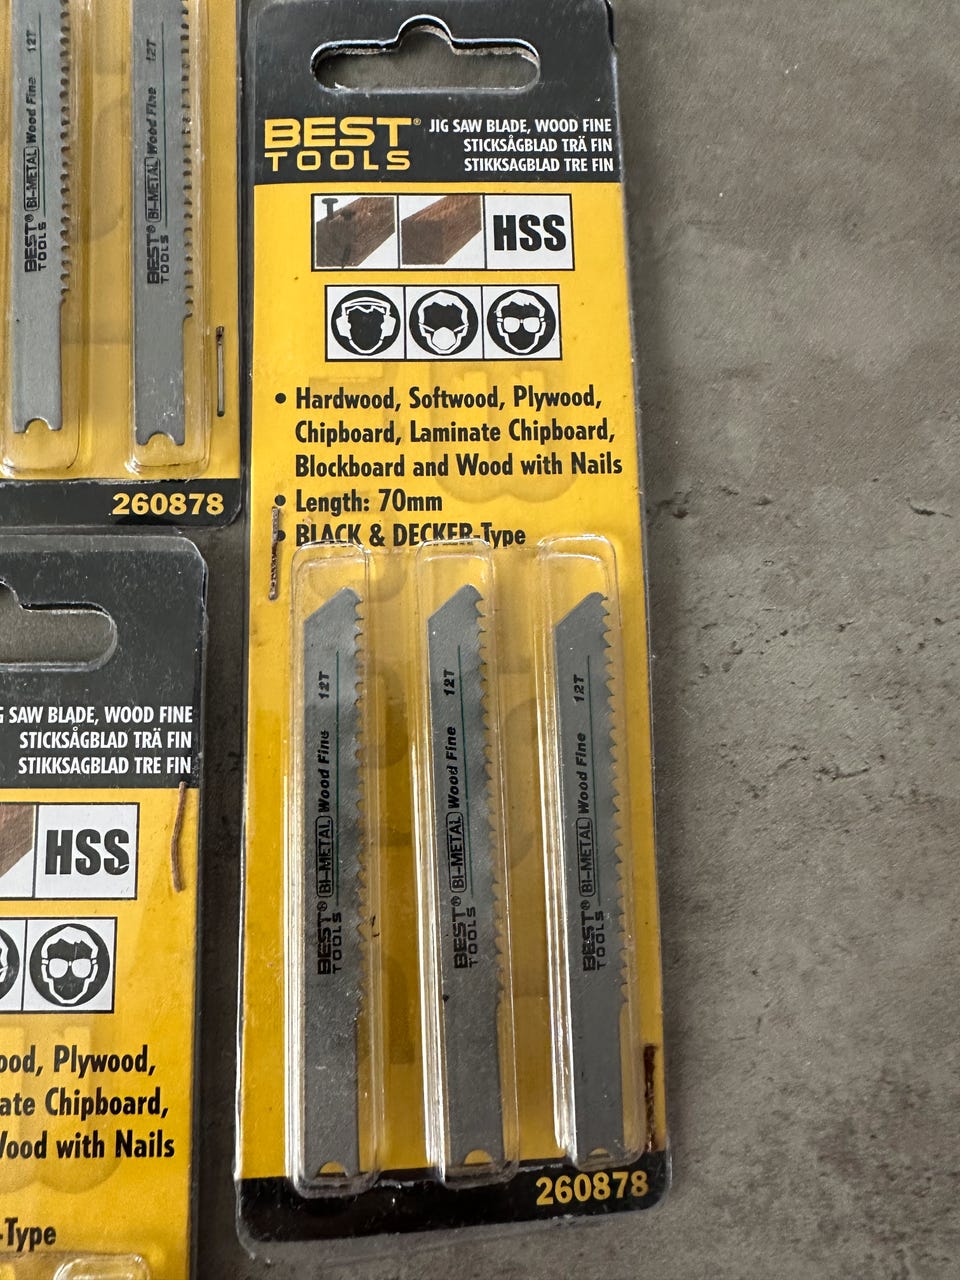 12T
Wood Fine
BI-METAL
BEST®
TOOLS
12T
Wood Fine
BI-METAL
BEST®
TOOLS
260878
BEST®
TOOLS
JIG SAW BLADE, WOOD FINE
STICKSÅGBLAD TRÄ FIN
STIKKSAGBLAD TRE FIN
HSS
• Hardwood, Softwood, Plywood,
Chipboard, Laminate Chipboard,
Blockboard and Wood with Nails
• Length: 70mm
• BLACK & DECKER-Type
BEST® BI-METAL Wood Fine 12T
TOOLS
BEST® BI-METAL Wood Fine 12T
TOOLS
BEST® BI-METAL Wood Fine 12T
TOOLS
260878
SAW BLADE, WOOD FINE
STICKSÅGBLAD TRÄ FIN
STIKKSAGBLAD TRE FIN
HSS
Plywood,
Chipboard,
Wood with Nails
-Type